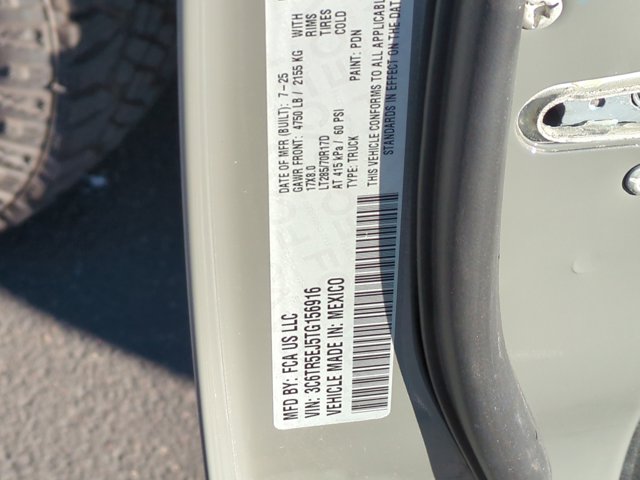 MFD BY: FCA US LLC
DATE OF MFR (BUILT): 7-25
GAWR FRONT: 4750 LB / 2155 KG
WITH
17X8.0
RIMS
LT285/70R17D
TIRES
AT 415 kPa / 60 PSI
COLD
VIN: 3C6TR5EJ5TG156916
TYPE: TRUCK
PAINT: PDN
VEHICLE MADE IN: MEXICO
THIS VEHICLE CONFORMS TO ALL APPLICABLE
STANDARDS IN EFFECT ON THE DATE